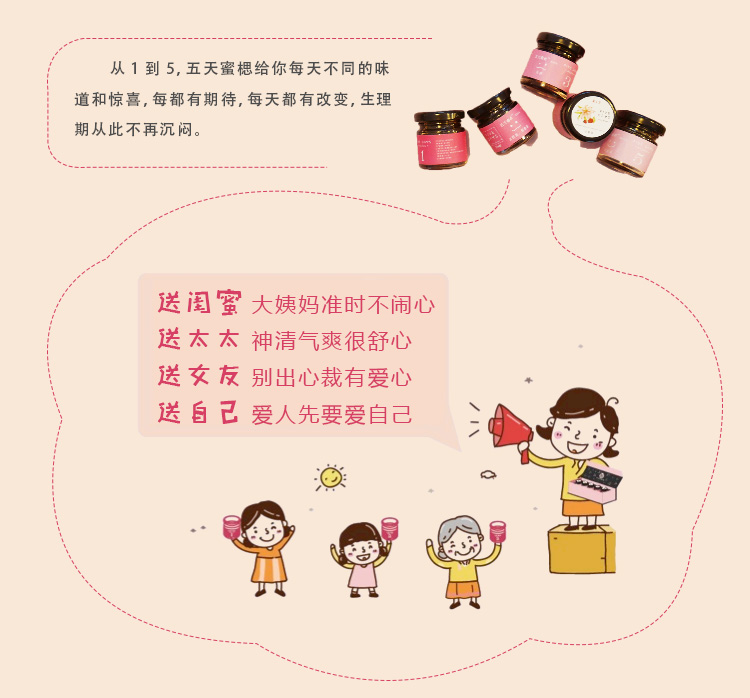 从1到5,五天蜜楒给你每天不同的味
道和惊喜,每都有期待,每天都有改变,生理
期从此不再沉闷。
1
送闺蜜 大姨妈准时不闹心
送太太 神清气爽很舒心
送女友 别出心裁有爱心
送自己 爱人先要爱自己